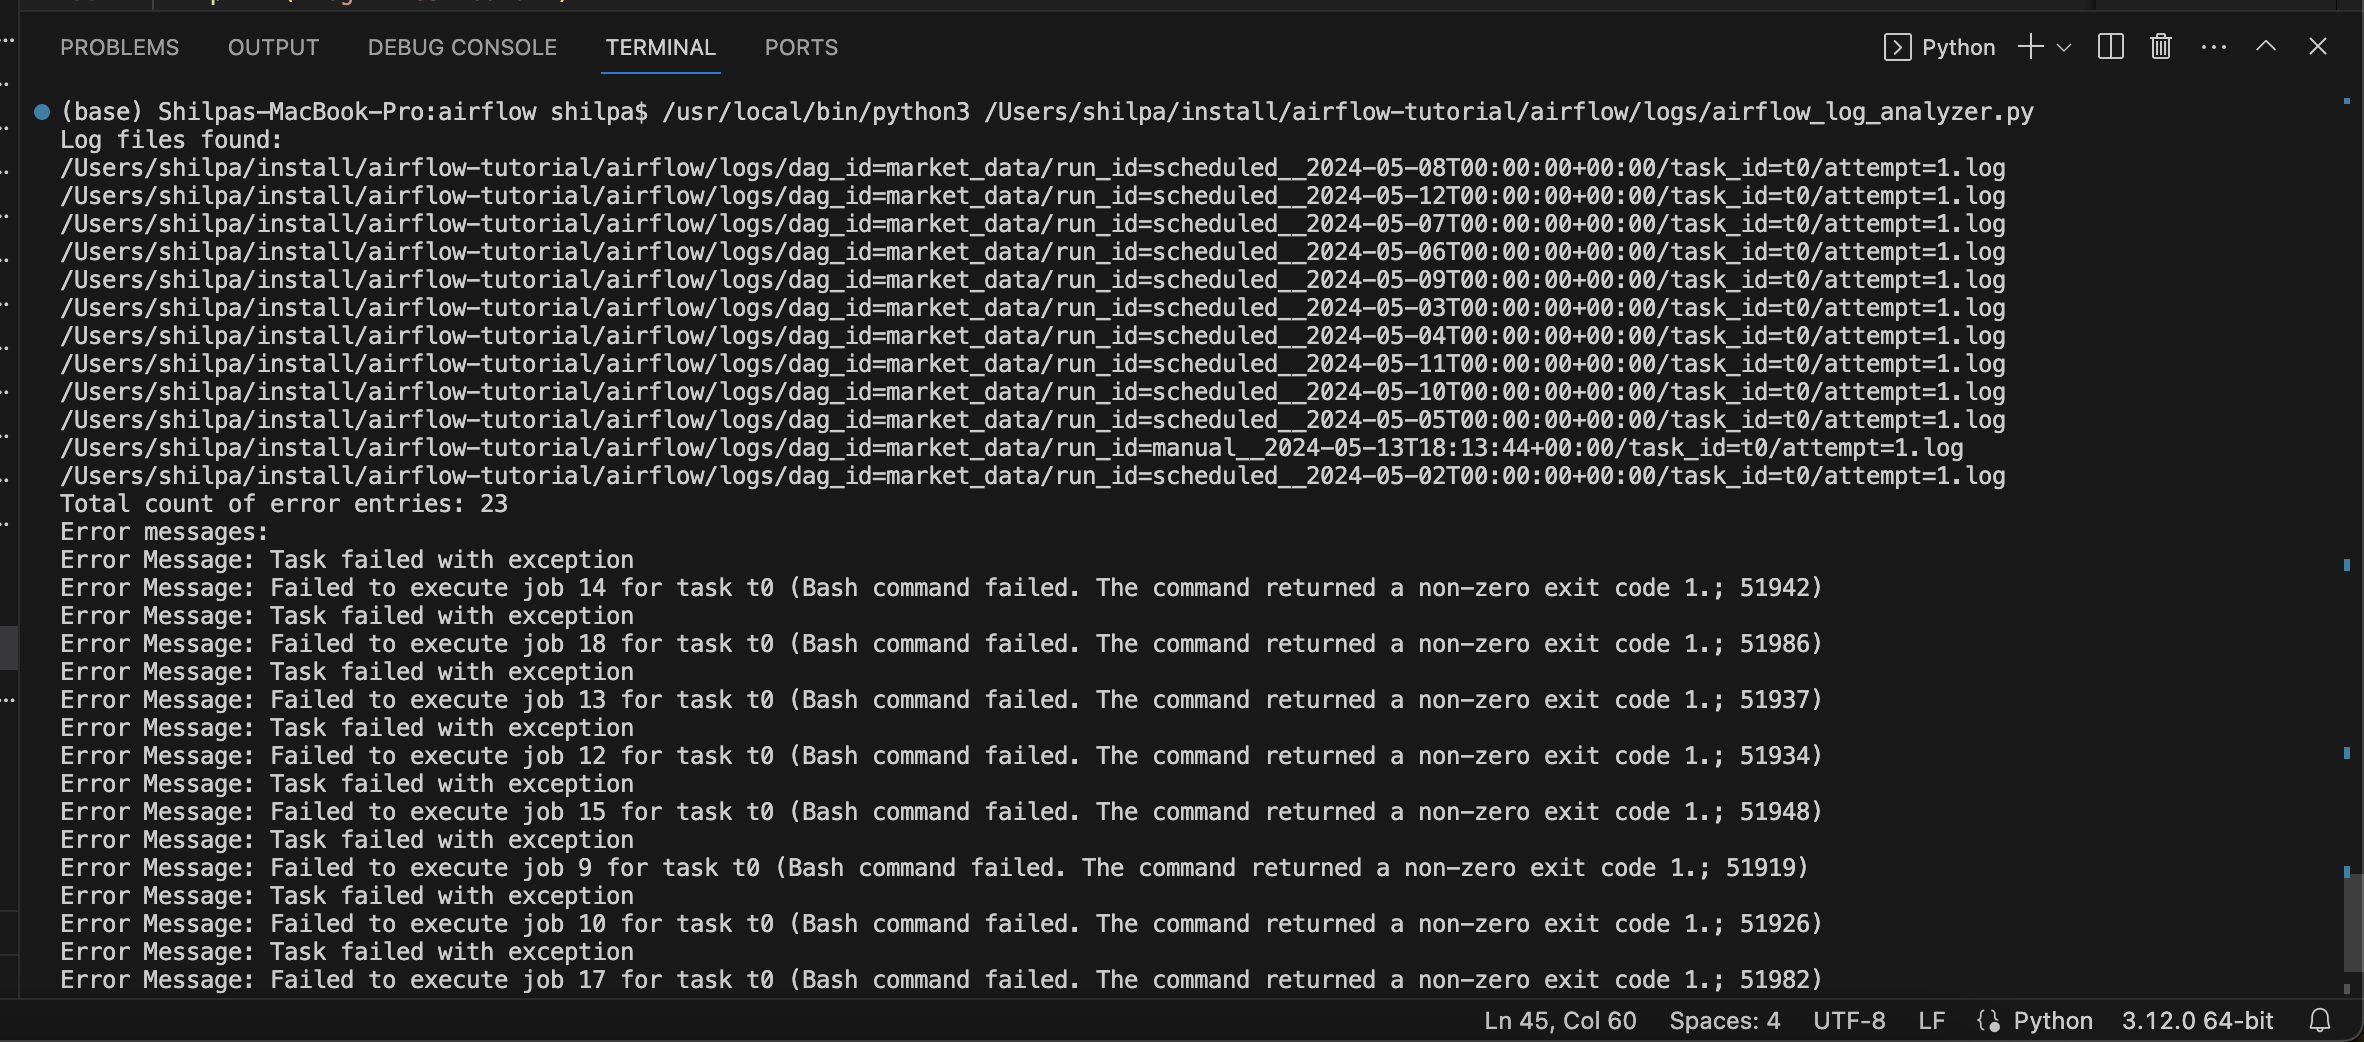 PROBLEMS OUTPUT DEBUG CONSOLE TERMINAL PORTS Python
(base) Shilpas-MacBook-Pro:airflow shilpa$ /usr/local/bin/python3 /Users/shilpa/install/airflow-tutorial/airflow/logs/airflow_log_analyzer.py
Log files found:
/Users/shilpa/install/airflow-tutorial/airflow/logs/dag_id=market_data/run_id=scheduled__2024-05-08T00:00:00+00:00/task_id=t0/attempt=1.log
/Users/shilpa/install/airflow-tutorial/airflow/logs/dag_id=market_data/run_id=scheduled__2024-05-12T00:00:00+00:00/task_id=t0/attempt=1.log
/Users/shilpa/install/airflow-tutorial/airflow/logs/dag_id=market_data/run_id=scheduled__2024-05-07T00:00:00+00:00/task_id=t0/attempt=1.log
/Users/shilpa/install/airflow-tutorial/airflow/logs/dag_id=market_data/run_id=scheduled__2024-05-06T00:00:00+00:00/task_id=t0/attempt=1.log
/Users/shilpa/install/airflow-tutorial/airflow/logs/dag_id=market_data/run_id=scheduled__2024-05-09T00:00:00+00:00/task_id=t0/attempt=1.log
/Users/shilpa/install/airflow-tutorial/airflow/logs/dag_id=market_data/run_id=scheduled__2024-05-03T00:00:00+00:00/task_id=t0/attempt=1.log
/Users/shilpa/install/airflow-tutorial/airflow/logs/dag_id=market_data/run_id=scheduled__2024-05-04T00:00:00+00:00/task_id=t0/attempt=1.log
/Users/shilpa/install/airflow-tutorial/airflow/logs/dag_id=market_data/run_id=scheduled__2024-05-11T00:00:00+00:00/task_id=t0/attempt=1.log
/Users/shilpa/install/airflow-tutorial/airflow/logs/dag_id=market_data/run_id=scheduled__2024-05-10T00:00:00+00:00/task_id=t0/attempt=1.log
/Users/shilpa/install/airflow-tutorial/airflow/logs/dag_id=market_data/run_id=scheduled__2024-05-05T00:00:00+00:00/task_id=t0/attempt=1.log
/Users/shilpa/install/airflow-tutorial/airflow/logs/dag_id=market_data/run_id=manual__2024-05-13T18:13:44+00:00/task_id=t0/attempt=1.log
/Users/shilpa/install/airflow-tutorial/airflow/logs/dag_id=market_data/run_id=scheduled__2024-05-02T00:00:00+00:00/task_id=t0/attempt=1.log
Total count of error entries: 23
Error messages:
Error Message: Task failed with exception
Error Message: Failed to execute job 14 for task t0 (Bash command failed. The command returned a non-zero exit code 1.; 51942)
Error Message: Task failed with exception
Error Message: Failed to execute job 18 for task t0 (Bash command failed. The command returned a non-zero exit code 1.; 51986)
Error Message: Task failed with exception
Error Message: Failed to execute job 13 for task t0 (Bash command failed. The command returned a non-zero exit code 1.; 51937)
Error Message: Task failed with exception
Error Message: Failed to execute job 12 for task t0 (Bash command failed. The command returned a non-zero exit code 1.; 51934)
Error Message: Task failed with exception
Error Message: Failed to execute job 15 for task t0 (Bash command failed. The command returned a non-zero exit code 1.; 51948)
Error Message: Task failed with exception
Error Message: Failed to execute job 9 for task t0 (Bash command failed. The command returned a non-zero exit code 1.; 51919)
Error Message: Task failed with exception
Error Message: Failed to execute job 10 for task t0 (Bash command failed. The command returned a non-zero exit code 1.; 51926)
Error Message: Task failed with exception
Error Message: Failed to execute job 17 for task t0 (Bash command failed. The command returned a non-zero exit code 1.; 51982)
Ln 45, Col 60 Spaces: 4 UTF-8 LF Python 3.12.0 64-bit